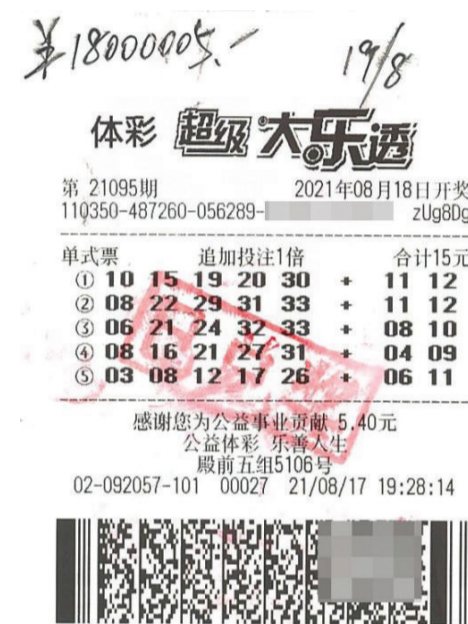 ¥18000005.-
19/8
体彩 超级大乐透
第 21095期 2021年08月18日开奖
110350-487260-056289- zUg8Dg
单式票 追加投注1倍 合计15元
① 10 15 19 20 30 + 11 12
② 08 22 29 31 33 + 11 12
③ 06 21 24 32 33 + 08 10
④ 08 16 21 27 31 + 04 09
⑤ 03 08 12 17 26 + 06 11
感谢您为公益事业贡献 5.40元
公益体彩 乐善人生
殿前五组5106号
02-092057-101 00027 21/08/17 19:28:14